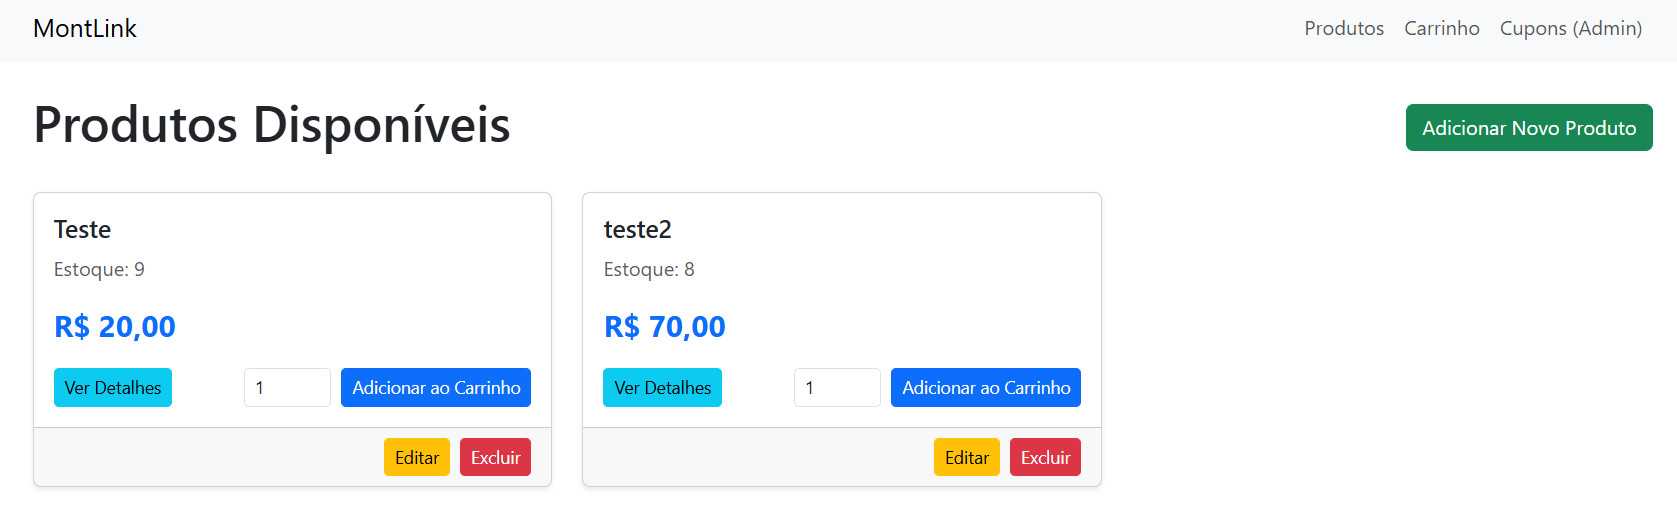 MontLink
Produtos Carrinho Cupons (Admin)
Produtos Disponíveis
Adicionar Novo Produto
Teste
Estoque: 9
R$ 20,00
Ver Detalhes 1 Adicionar ao Carrinho
Editar Excluir
teste2
Estoque: 8
R$ 70,00
Ver Detalhes 1 Adicionar ao Carrinho
Editar Excluir